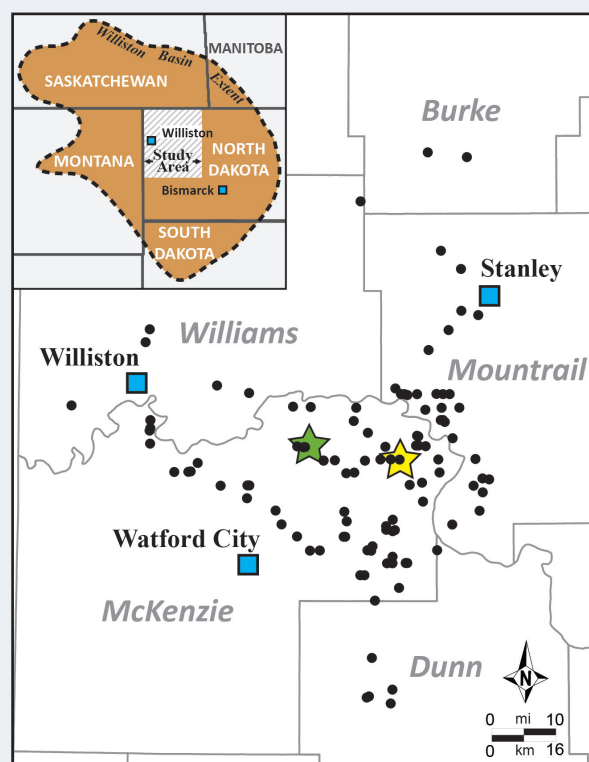 Williston Basin Extent
MANITOBA
SASKATCHEWAN
Williston
MONTANA
Study
Area
NORTH
DAKOTA
Bismarck
SOUTH
DAKOTA
Burke
Stanley
Williams
Williston
Mountrail
Watford City
McKenzie
Dunn
N
0 mi 10
0 km 16